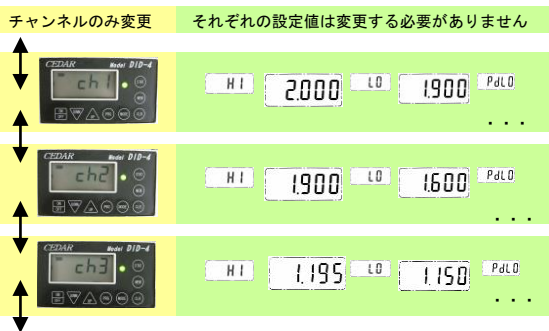 チャンネルのみ変更 それぞれの設定値は変更する必要がありません
CEDAR Model DID-4
ch1
HI 2.000 LO 1.900 PdLO
...
CEDAR Model DID-4
ch2
HI 1.900 LO 1.600 PdLO
...
CEDAR Model DID-4
ch3
HI 1.195 LO 1.150 PdLO
...